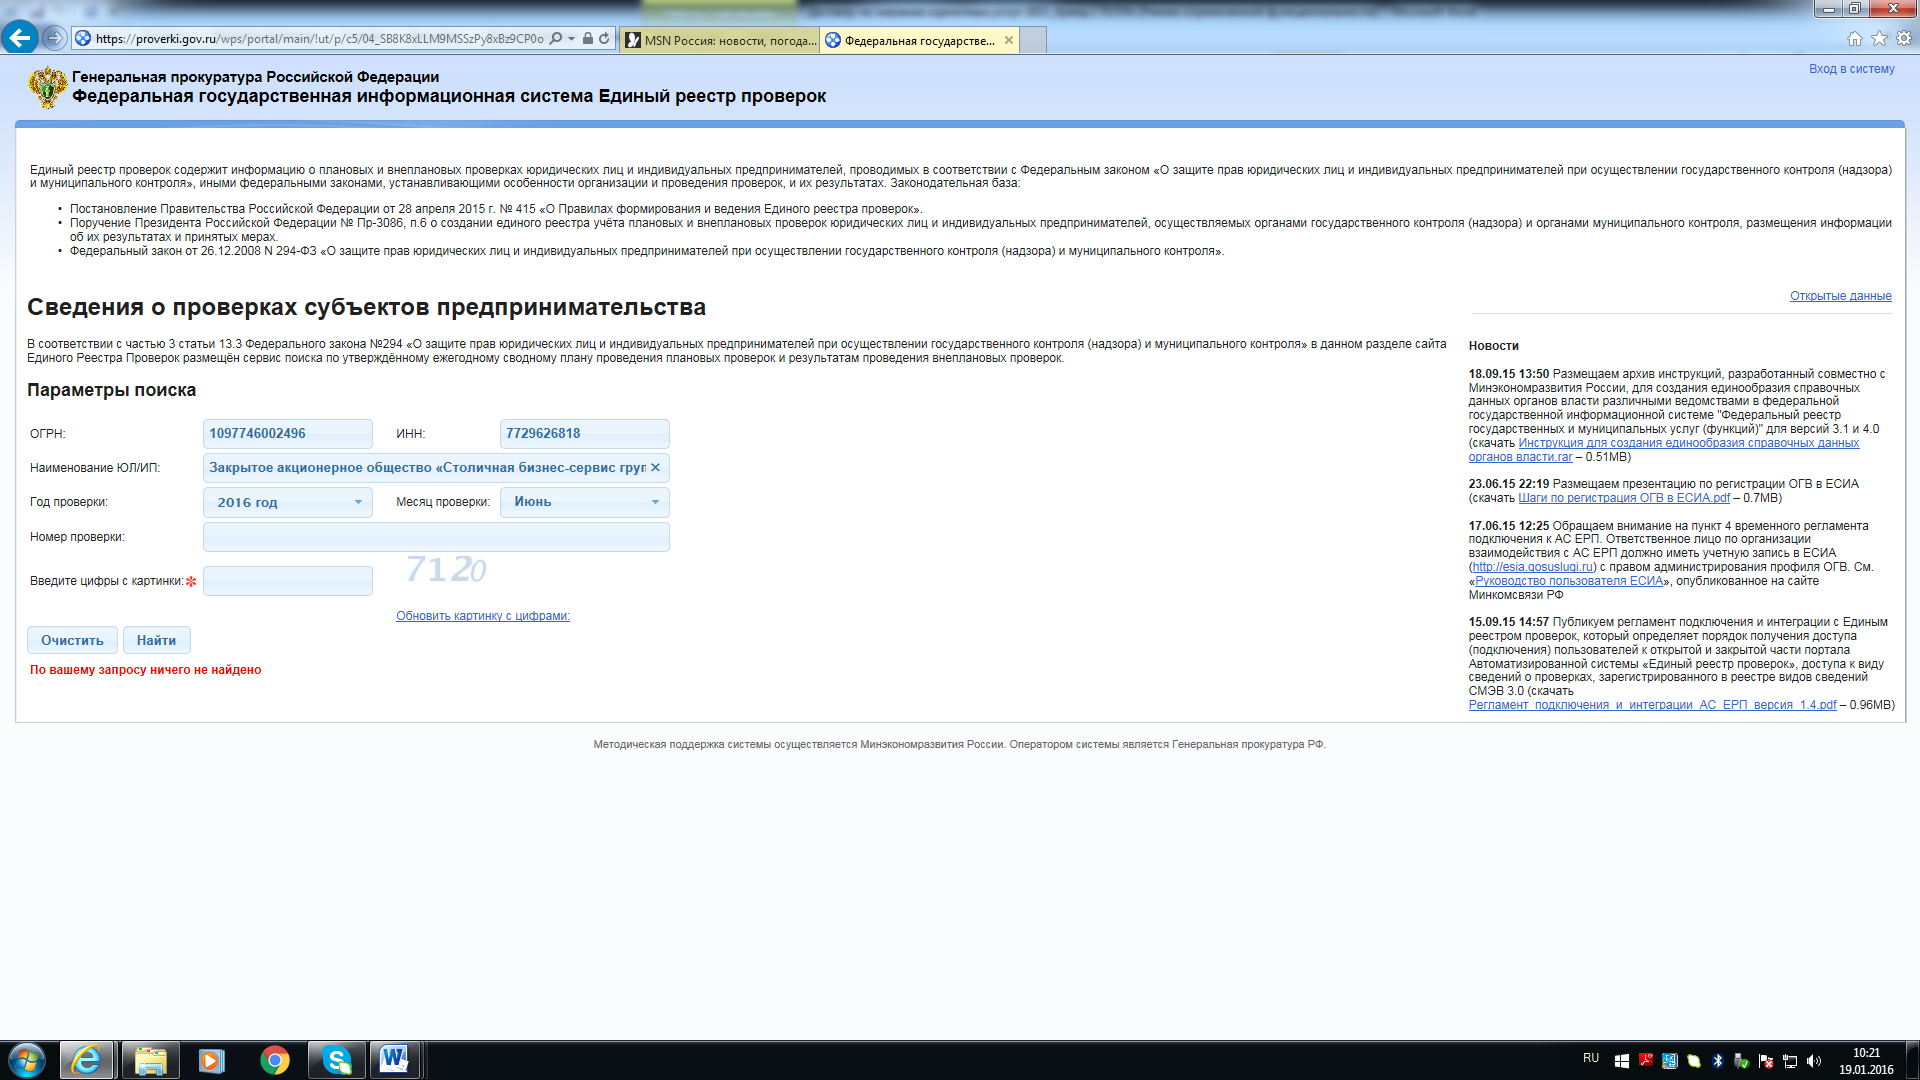 https://proverki.gov.ru/wps/portal/main/!ut/p/c5/04_SB8K8xLLM9MSSzPy8xBz9CP0o
MSN Россия: новости, погода...
Федеральная государстве...
Вход в систему
Генеральная прокуратура Российской Федерации
Федеральная государственная информационная система Единый реестр проверок
Единый реестр проверок содержит информацию о плановых и внеплановых проверках юридических лиц и индивидуальных предпринимателей, проводимых в соответствии с Федеральным законом «О защите прав юридических лиц и индивидуальных предпринимателей при осуществлении государственного контроля (надзора)
и муниципального контроля», иными федеральными законами, устанавливающими особенности организации и проведения проверок, и их результатах. Законодательная база:
• Постановление Правительства Российской Федерации от 28 апреля 2015 г. № 415 «О Правилах формирования и ведения Единого реестра проверок».
• Поручение Президента Российской Федерации № Пр-3086, п.6 о создании единого реестра учёта плановых и внеплановых проверок юридических лиц и индивидуальных предпринимателей, осуществляемых органами государственного контроля (надзора) и органами муниципального контроля, размещения информации
об их результатах и принятых мерах.
• Федеральный закон от 26.12.2008 N 294-ФЗ «О защите прав юридических лиц и индивидуальных предпринимателей при осуществлении государственного контроля (надзора) и муниципального контроля».
Сведения о проверках субъектов предпринимательства
В соответствии с частью 3 статьи 13.3 Федерального закона №294 «О защите прав юридических лиц и индивидуальных предпринимателей при осуществлении государственного контроля (надзора) и муниципального контроля» в данном разделе сайта
Единого Реестра Проверок размещён сервис поиска по утверждённому ежегодному сводному плану проведения плановых проверок и результатам проведения внеплановых проверок.
Параметры поиска
ОГРН: 1097746002496 ИНН: 7729626818
Наименование ЮЛ/ИП: Закрытое акционерное общество «Столичная бизнес-сервис груп
Год проверки: 2016 год Месяц проверки: Июнь
Номер проверки:
Введите цифры с картинки:* 7120
Обновить картинку с цифрами:
Очистить Найти
По вашему запросу ничего не найдено
Открытые данные
Новости
18.09.15 13:50 Размещаем архив инструкций, разработанный совместно с
Минэкономразвития России, для создания единообразия справочных
данных органов власти различными ведомствами в федеральной
государственной информационной системе "Федеральный реестр
государственных и муниципальных услуг (функций)" для версий 3.1 и 4.0
(скачать Инструкция для создания единообразия справочных данных
органов власти.rar – 0.51MB)
23.06.15 22:19 Размещаем презентацию по регистрации ОГВ в ЕСИА
(скачать Шаги по регистрация ОГВ в ЕСИА.pdf – 0.7MB)
17.06.15 12:25 Обращаем внимание на пункт 4 временного регламента
подключения к АС ЕРП. Ответственное лицо по организации
взаимодействия с АС ЕРП должно иметь учетную запись в ЕСИА
(http://esia.gosuslugi.ru) с правом администрирования профиля ОГВ. См.
«Руководство пользователя ЕСИА», опубликованное на сайте
Минкомсвязи РФ
15.09.15 14:57 Публикуем регламент подключения и интеграции с Единым
реестром проверок, который определяет порядок получения доступа
(подключения) пользователей к открытой и закрытой части портала
Автоматизированной системы «Единый реестр проверок», доступа к виду
сведений о проверках, зарегистрированного в реестре видов сведений
СМЭВ 3.0 (скачать
Регламент_подключения_и_интеграции_АС_ЕРП_версия_1.4.pdf – 0.96MB)
Методическая поддержка системы осуществляется Минэкономразвития России. Оператором системы является Генеральная прокуратура РФ.
RU
10:21
19.01.2016